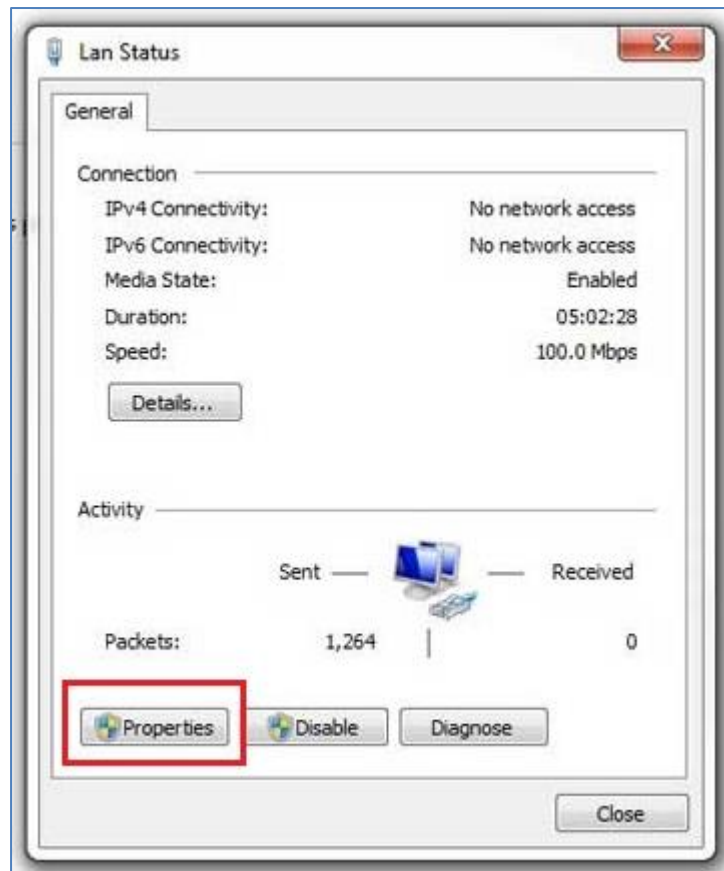 Lan Status
General
Connection
IPv4 Connectivity: No network access
IPv6 Connectivity: No network access
Media State: Enabled
Duration: 05:02:28
Speed: 100.0 Mbps
Details...
Activity
Sent Received
Packets: 1,264 0
Properties Disable Diagnose
Close